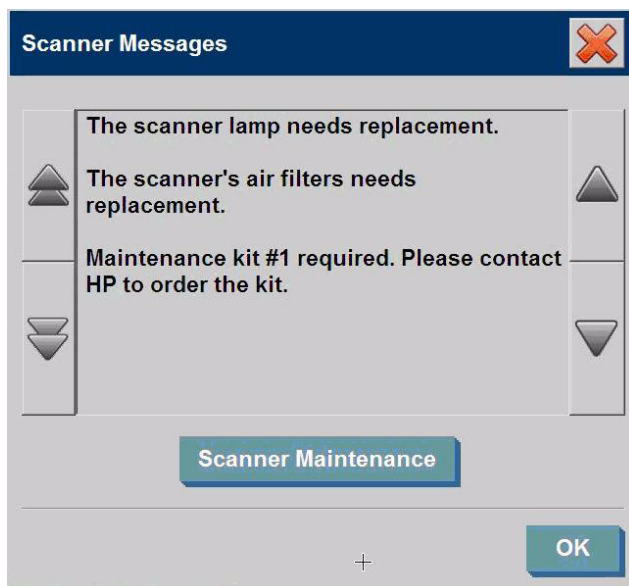 Scanner Messages
The scanner lamp needs replacement.
The scanner's air filters needs
replacement.
Maintenance kit #1 required. Please contact
HP to order the kit.
Scanner Maintenance
OK